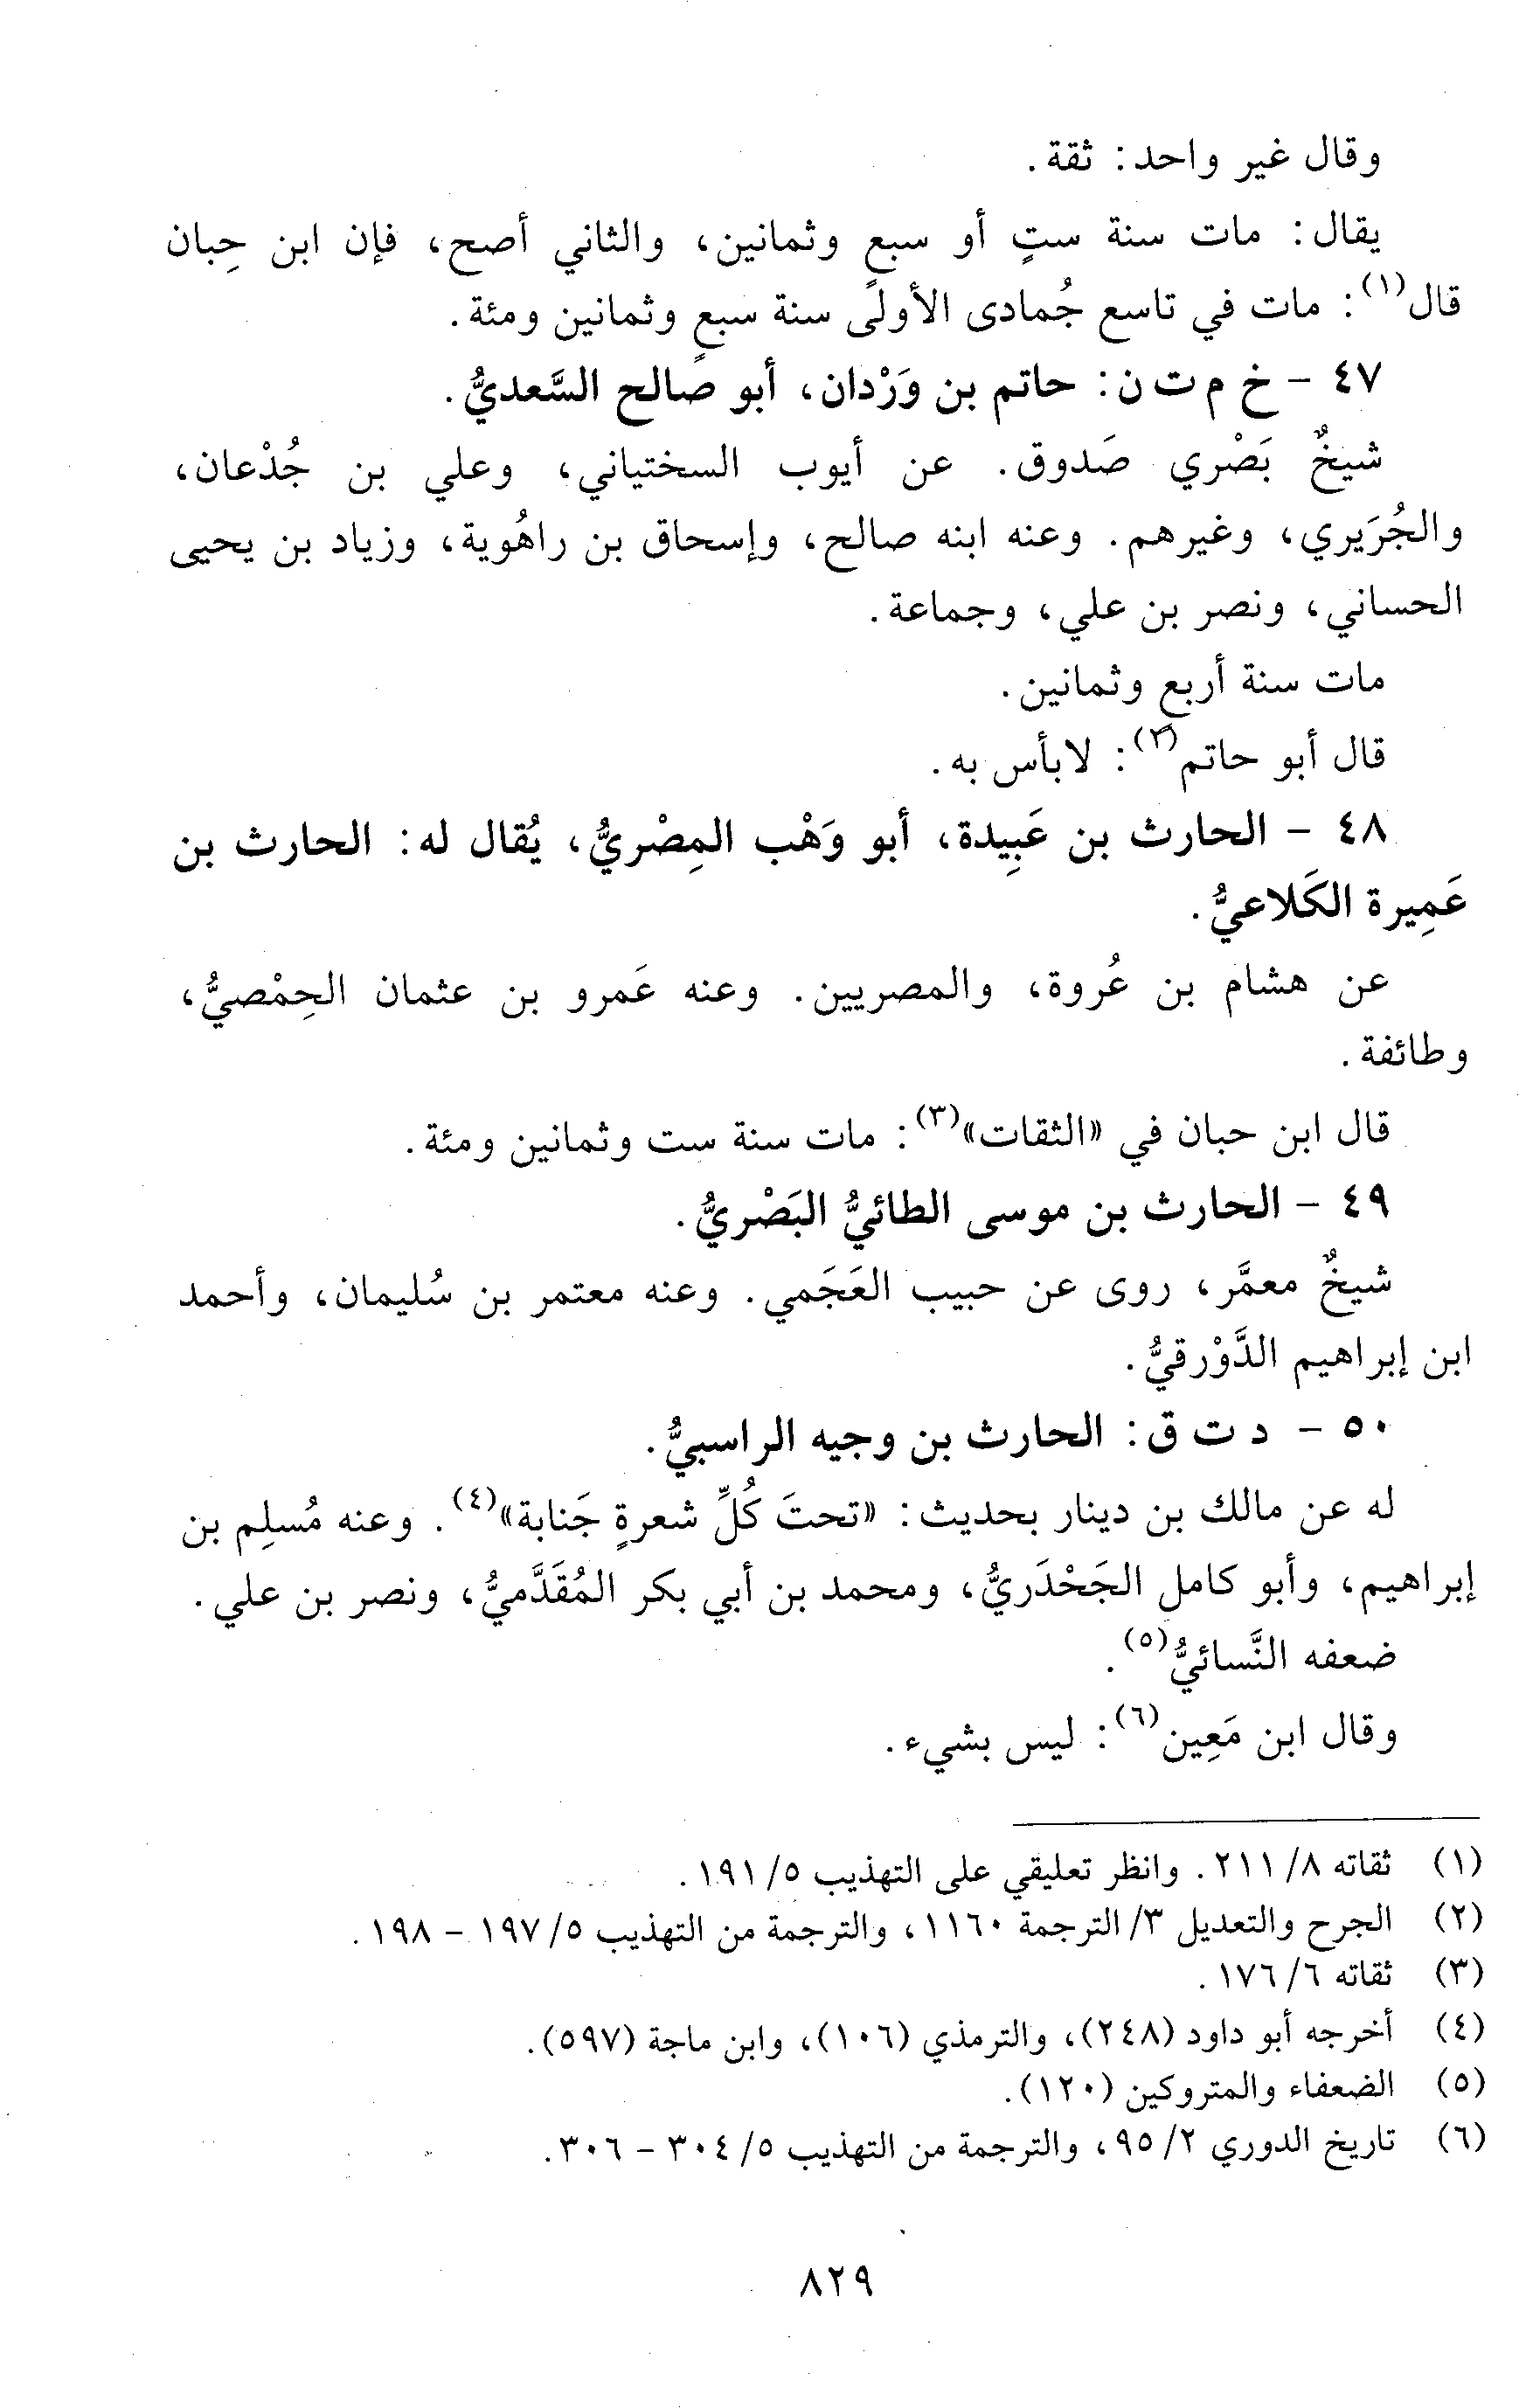 وقال غير واحد: ثقة.
يقال: مات سنة ستٍ أو سبعٍ وثمانين، والثاني أصح، فإن ابن حِبان
قال(١): مات في تاسع جُمادى الأولى سنة سبعٍ وثمانين ومئة.
٤٧ - خ م ت ن: حاتم بن وَرْدان، أبو صالح السَّعديُّ.
شيخٌ بَصْري صَدوق. عن أيوب السختياني، وعلي بن جُدْعان،
والجُرَيري، وغيرهم. وعنه ابنه صالح، وإسحاق بن راهُوية، وزياد بن يحيى
الحساني، ونصر بن علي، وجماعة.
مات سنة أربع وثمانين.
قال أبو حاتم(٢): لابأس به.
٤٨ - الحارث بن عَبِيدة، أبو وَهْب المِصْريُّ، يُقال له: الحارث بن
عَمِيرة الكَلاعيُّ.
عن هشام بن عُروة، والمصريين. وعنه عَمرو بن عثمان الحِمْصيُّ،
وطائفة.
قال ابن حبان في «الثقات»(٣): مات سنة ست وثمانين ومئة.
٤٩ - الحارث بن موسى الطائيُّ البَصْريُّ.
شيخٌ معمَّر، روى عن حبيب العَجَمي. وعنه معتمر بن سُليمان، وأحمد
ابن إبراهيم الدَّوْرقيُّ.
٥٠ - د ت ق: الحارث بن وجيه الراسبيُّ.
له عن مالك بن دينار بحديث: «تحتَ كُلِّ شعرةٍ جَنابة»(٤). وعنه مُسلِم بن
إبراهيم، وأبو كامل الجَحْدَريُّ، ومحمد بن أبي بكر المُقَدَّميُّ، ونصر بن علي.
ضعفه النَّسائيُّ(٥).
وقال ابن مَعِين(٦): ليس بشيء.
(١) ثقاته ٨/ ٢١١. وانظر تعليقي على التهذيب ٥/ ١٩١.
(٢) الجرح والتعديل ٣/ الترجمة ١١٦٠، والترجمة من التهذيب ٥/ ١٩٧ - ١٩٨.
(٣) ثقاته ٦/ ١٧٦.
(٤) أخرجه أبو داود (٢٤٨)، والترمذي (١٠٦)، وابن ماجة (٥٩٧).
(٥) الضعفاء والمتروكين (١٢٠).
(٦) تاريخ الدوري ٢/ ٩٥، والترجمة من التهذيب ٥/ ٣٠٤ - ٣٠٦.
٨٢٩